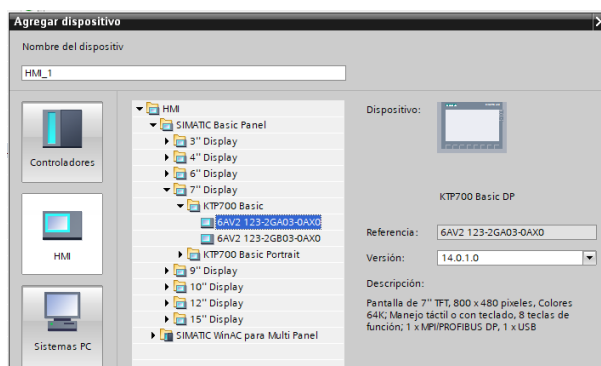 Agregar dispositivo
Nombre del dispositiv
HMI_1
Controladores
HMI
Sistemas PC
HMI
SIMATIC Basic Panel
3" Display
4" Display
6" Display
7" Display
KTP700 Basic
6AV2 123-2GA03-0AX0
6AV2 123-2GB03-0AX0
KTP700 Basic Portrait
9" Display
10" Display
12" Display
15" Display
SIMATIC WinAC para Multi Panel
Dispositivo:
KTP700 Basic DP
Referencia: 6AV2 123-2GA03-0AX0
Versión: 14.0.1.0
Descripción:
Pantalla de 7'' TFT, 800 x 480 píxeles, Colores
64K; Manejo táctil o con teclado, 8 teclas de
función; 1 x MPI/PROFIBUS DP, 1 x USB